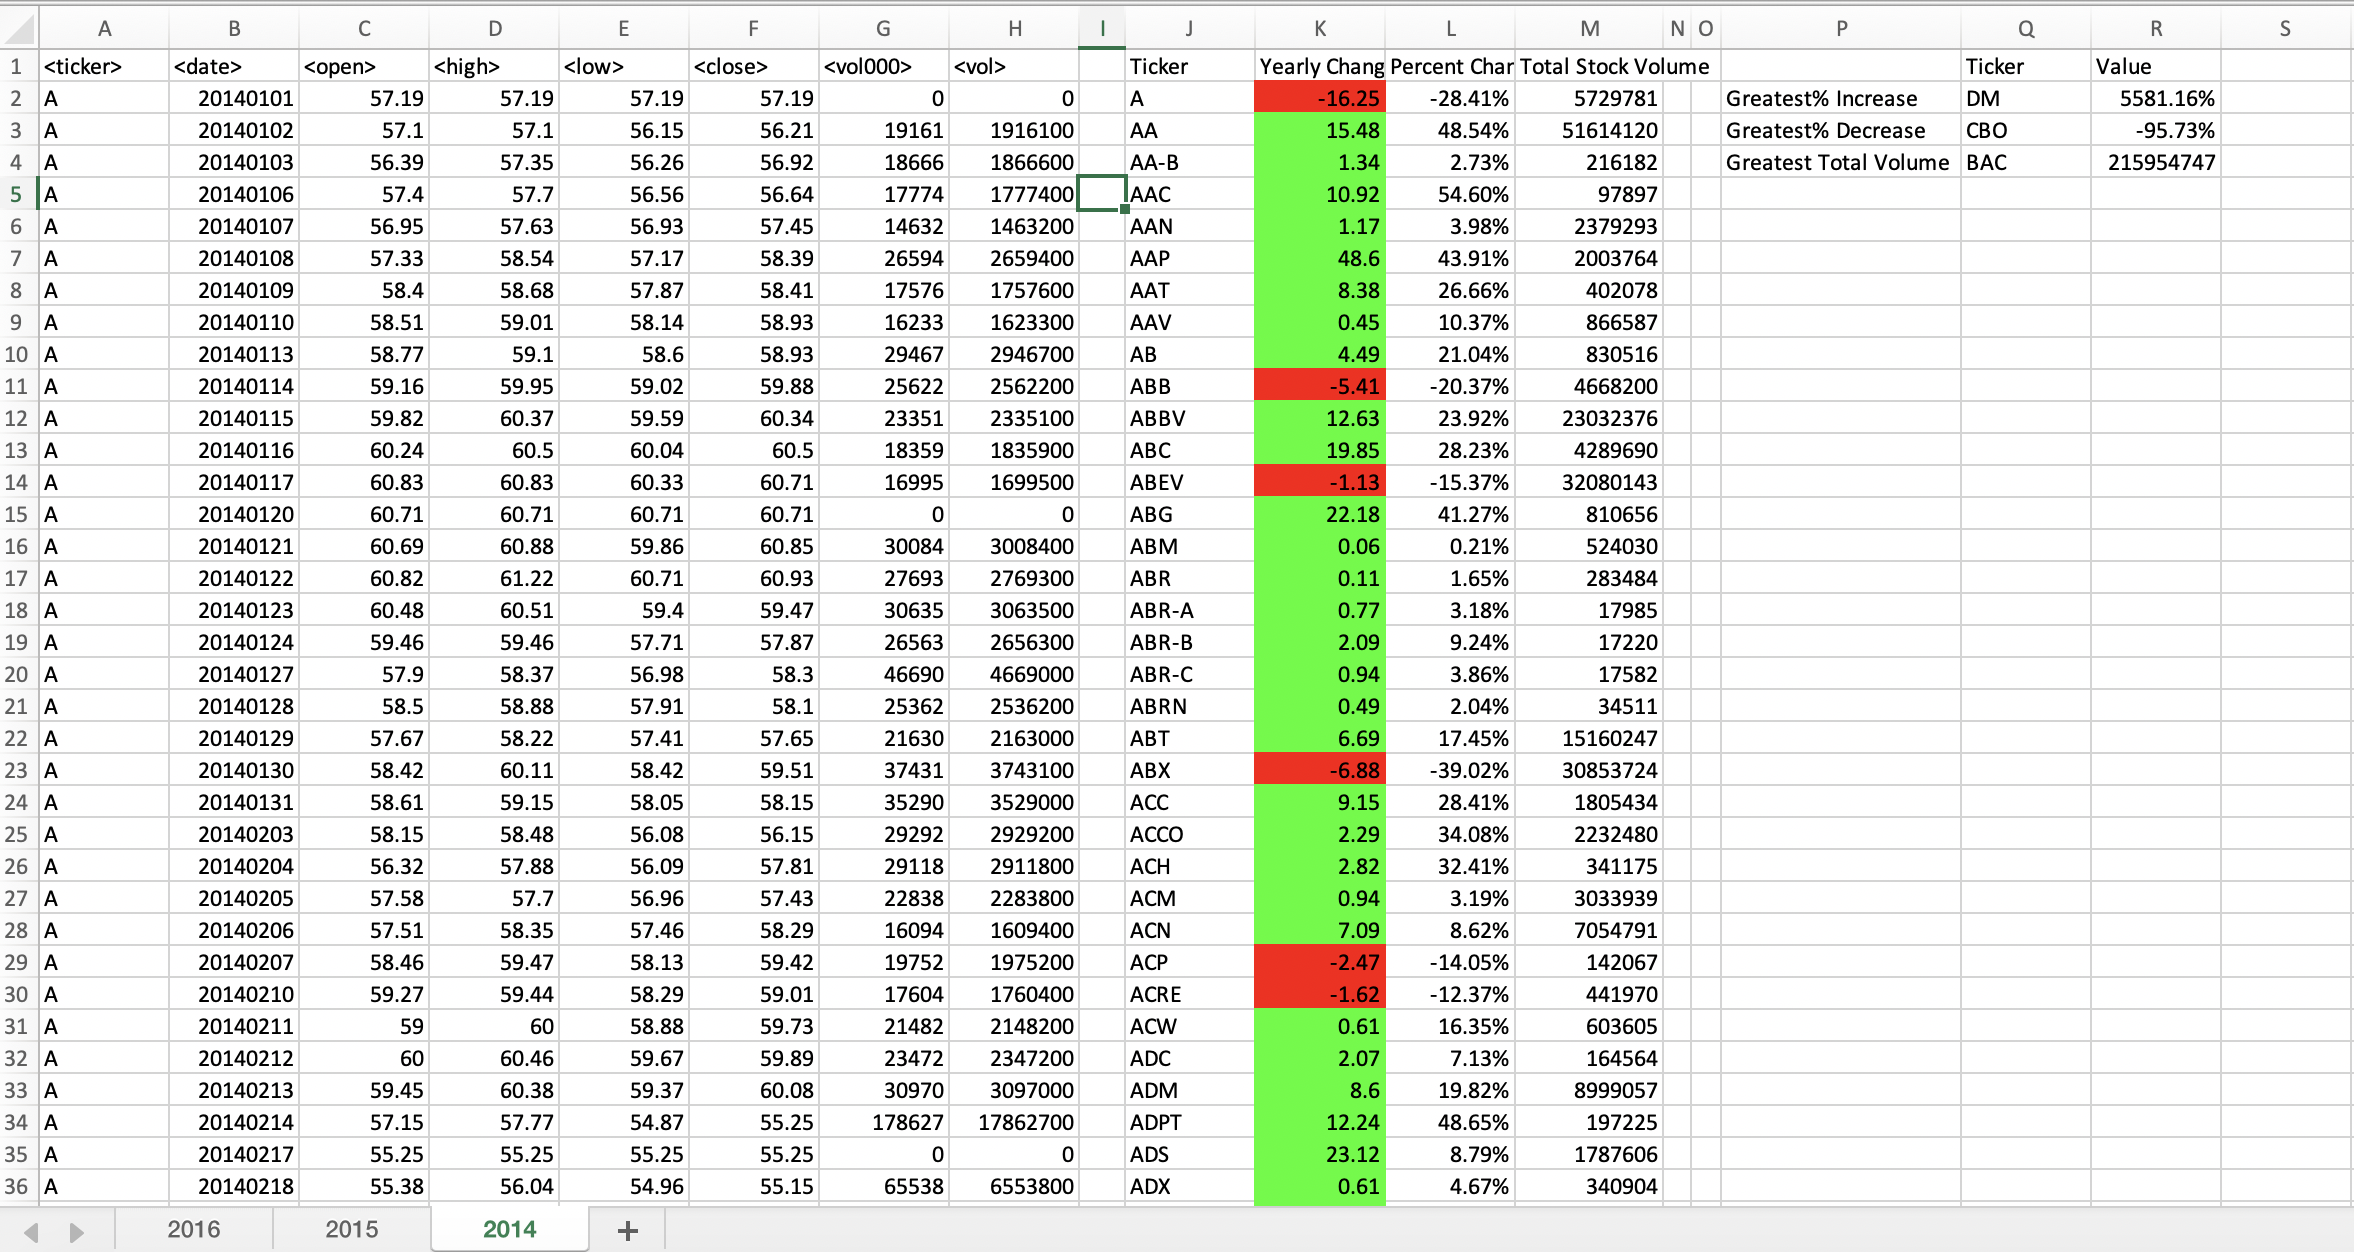 A B C D E F G H I J K L M N O P Q R S
1 <ticker> <date> <open> <high> <low> <close> <vol000> <vol> Ticker Yearly Chang Percent Char Total Stock Volume Ticker Value
2 A 20140101 57.19 57.19 57.19 57.19 0 0 A -16.25 -28.41% 5729781 Greatest% Increase DM 5581.16%
3 A 20140102 57.1 57.1 56.15 56.21 19161 1916100 AA 15.48 48.54% 51614120 Greatest% Decrease CBO -95.73%
4 A 20140103 56.39 57.35 56.26 56.92 18666 1866600 AA-B 1.34 2.73% 216182 Greatest Total Volume BAC 215954747
5 A 20140106 57.4 57.7 56.56 56.64 17774 1777400 AAC 10.92 54.60% 97897
6 A 20140107 56.95 57.63 56.93 57.45 14632 1463200 AAN 1.17 3.98% 2379293
7 A 20140108 57.33 58.54 57.17 58.39 26594 2659400 AAP 48.6 43.91% 2003764
8 A 20140109 58.4 58.68 57.87 58.41 17576 1757600 AAT 8.38 26.66% 402078
9 A 20140110 58.51 59.01 58.14 58.93 16233 1623300 AAV 0.45 10.37% 866587
10 A 20140113 58.77 59.1 58.6 58.93 29467 2946700 AB 4.49 21.04% 830516
11 A 20140114 59.16 59.95 59.02 59.88 25622 2562200 ABB -5.41 -20.37% 4668200
12 A 20140115 59.82 60.37 59.59 60.34 23351 2335100 ABBV 12.63 23.92% 23032376
13 A 20140116 60.24 60.5 60.04 60.5 18359 1835900 ABC 19.85 28.23% 4289690
14 A 20140117 60.83 60.83 60.33 60.71 16995 1699500 ABEV -1.13 -15.37% 32080143
15 A 20140120 60.71 60.71 60.71 60.71 0 0 ABG 22.18 41.27% 810656
16 A 20140121 60.69 60.88 59.86 60.85 30084 3008400 ABM 0.06 0.21% 524030
17 A 20140122 60.82 61.22 60.71 60.93 27693 2769300 ABR 0.11 1.65% 283484
18 A 20140123 60.48 60.51 59.4 59.47 30635 3063500 ABR-A 0.77 3.18% 17985
19 A 20140124 59.46 59.46 57.71 57.87 26563 2656300 ABR-B 2.09 9.24% 17220
20 A 20140127 57.9 58.37 56.98 58.3 46690 4669000 ABR-C 0.94 3.86% 17582
21 A 20140128 58.5 58.88 57.91 58.1 25362 2536200 ABRN 0.49 2.04% 34511
22 A 20140129 57.67 58.22 57.41 57.65 21630 2163000 ABT 6.69 17.45% 15160247
23 A 20140130 58.42 60.11 58.42 59.51 37431 3743100 ABX -6.88 -39.02% 30853724
24 A 20140131 58.61 59.15 58.05 58.15 35290 3529000 ACC 9.15 28.41% 1805434
25 A 20140203 58.15 58.48 56.08 56.15 29292 2929200 ACCO 2.29 34.08% 2232480
26 A 20140204 56.32 57.88 56.09 57.81 29118 2911800 ACH 2.82 32.41% 341175
27 A 20140205 57.58 57.7 56.96 57.43 22838 2283800 ACM 0.94 3.19% 3033939
28 A 20140206 57.51 58.35 57.46 58.29 16094 1609400 ACN 7.09 8.62% 7054791
29 A 20140207 58.46 59.47 58.13 59.42 19752 1975200 ACP -2.47 -14.05% 142067
30 A 20140210 59.27 59.44 58.29 59.01 17604 1760400 ACRE -1.62 -12.37% 441970
31 A 20140211 59 60 58.88 59.73 21482 2148200 ACW 0.61 16.35% 603605
32 A 20140212 60 60.46 59.67 59.89 23472 2347200 ADC 2.07 7.13% 164564
33 A 20140213 59.45 60.38 59.37 60.08 30970 3097000 ADM 8.6 19.82% 8999057
34 A 20140214 57.15 57.77 54.87 55.25 178627 17862700 ADPT 12.24 48.65% 197225
35 A 20140217 55.25 55.25 55.25 55.25 0 0 ADS 23.12 8.79% 1787606
36 A 20140218 55.38 56.04 54.96 55.15 65538 6553800 ADX 0.61 4.67% 340904
2016 2015 2014 +